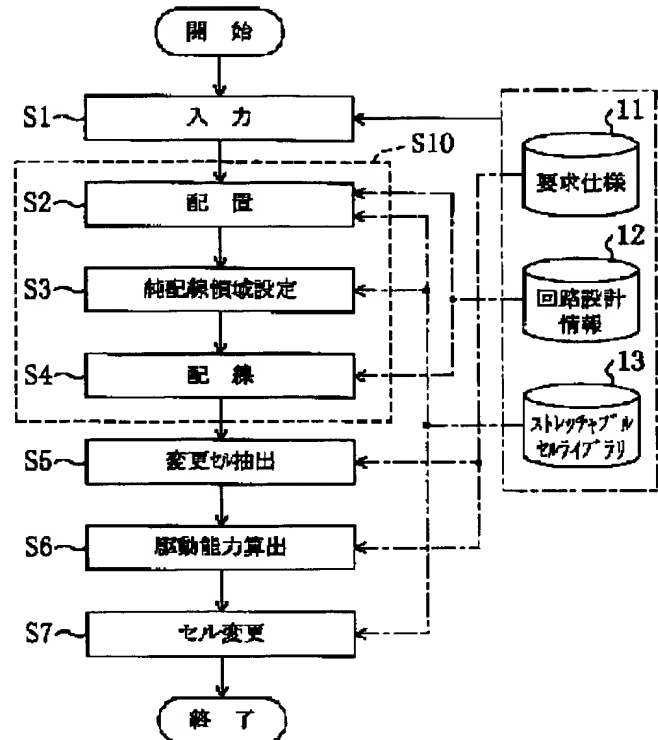 開 始
S1
入 力
S10
S2
配 置
S3
純配線領域設定
S4
配 線
S5
変更セル抽出
S6
駆動能力算出
S7
セル変更
終 了
11
要求仕様
12
回路設計
情報
13
ストレッチャブル
セルライブラリ